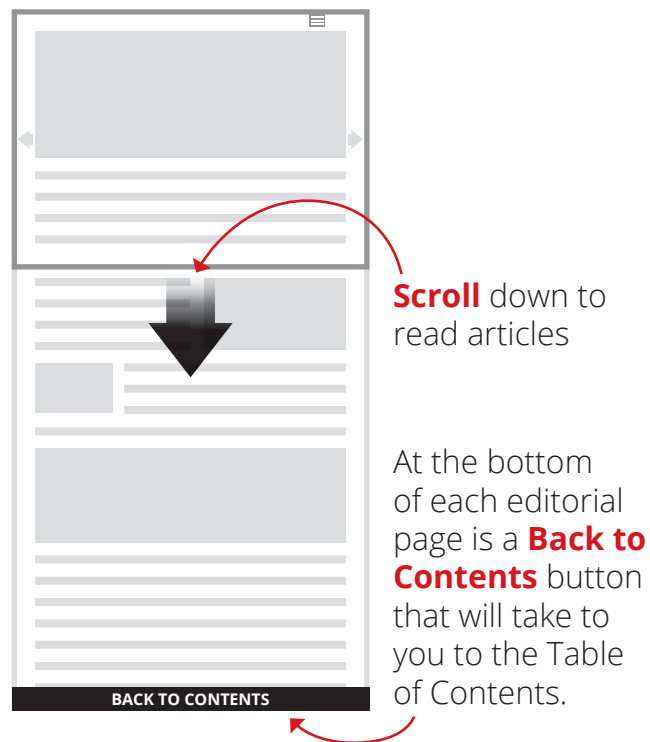 Scroll down to
read articles
At the bottom
of each editorial
page is a Back to
Contents button
that will take to
you to the Table
of Contents.
BACK TO CONTENTS